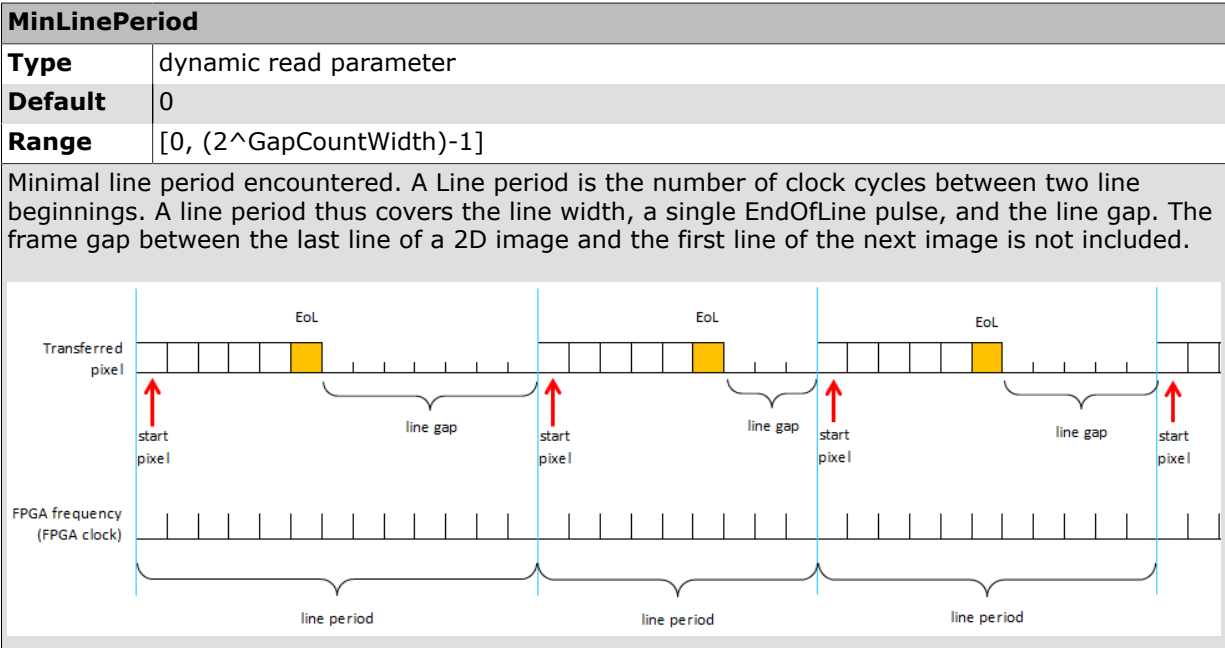 MinLinePeriod
Type dynamic read parameter
Default 0
Range [0, (2^GapCountWidth)-1]
Minimal line period encountered. A Line period is the number of clock cycles between two line
beginnings. A line period thus covers the line width, a single EndOfLine pulse, and the line gap. The
frame gap between the last line of a 2D image and the first line of the next image is not included.
EoL EoL EoL
Transferred
pixel
line gap line gap line gap
start start start start
pixel pixel pixel pixel
FPGA frequency
(FPGA clock)
line period line period line period